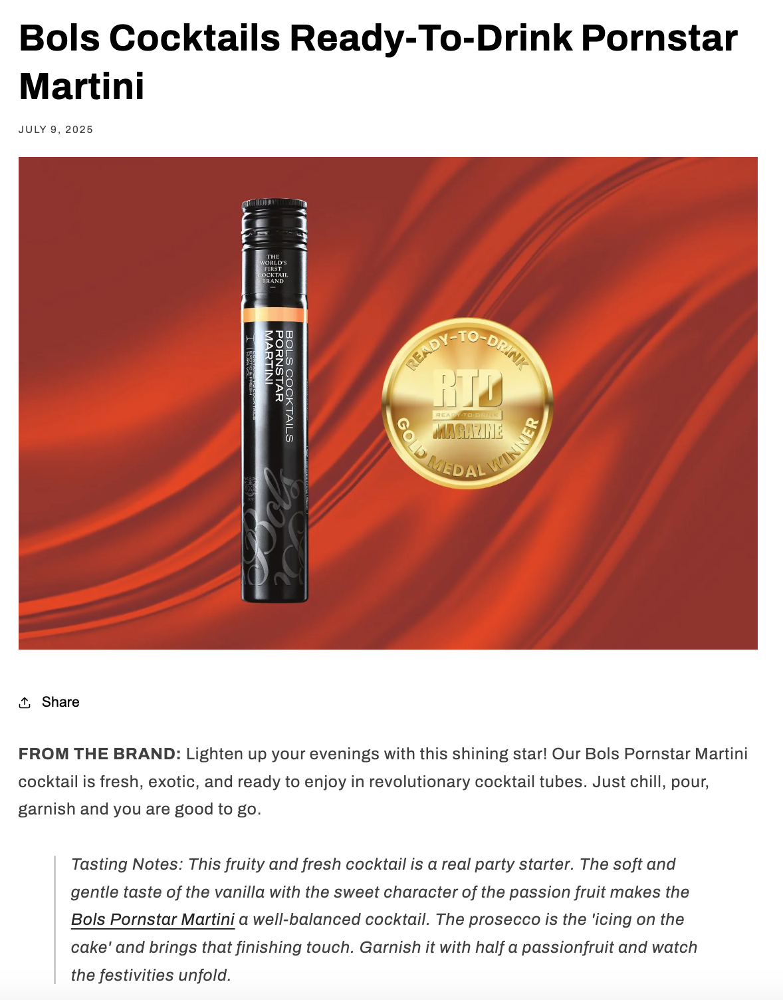 Bols Cocktails Ready-To-Drink Pornstar
Martini
JULY 9, 2025
THE
WORLD'S
FIRST
COCKTAIL
BRAND
BOLS COCKTAILS
PORNSTAR
MARTINI
Bols
READY-TO-DRINK
RTD
READY-TO-DRINK
MAGAZINE
GOLD MEDAL WINNER
Share
FROM THE BRAND: Lighten up your evenings with this shining star! Our Bols Pornstar Martini
cocktail is fresh, exotic, and ready to enjoy in revolutionary cocktail tubes. Just chill, pour,
garnish and you are good to go.
Tasting Notes: This fruity and fresh cocktail is a real party starter. The soft and
gentle taste of the vanilla with the sweet character of the passion fruit makes the
Bols Pornstar Martini a well-balanced cocktail. The prosecco is the 'icing on the
cake' and brings that finishing touch. Garnish it with half a passionfruit and watch
the festivities unfold.